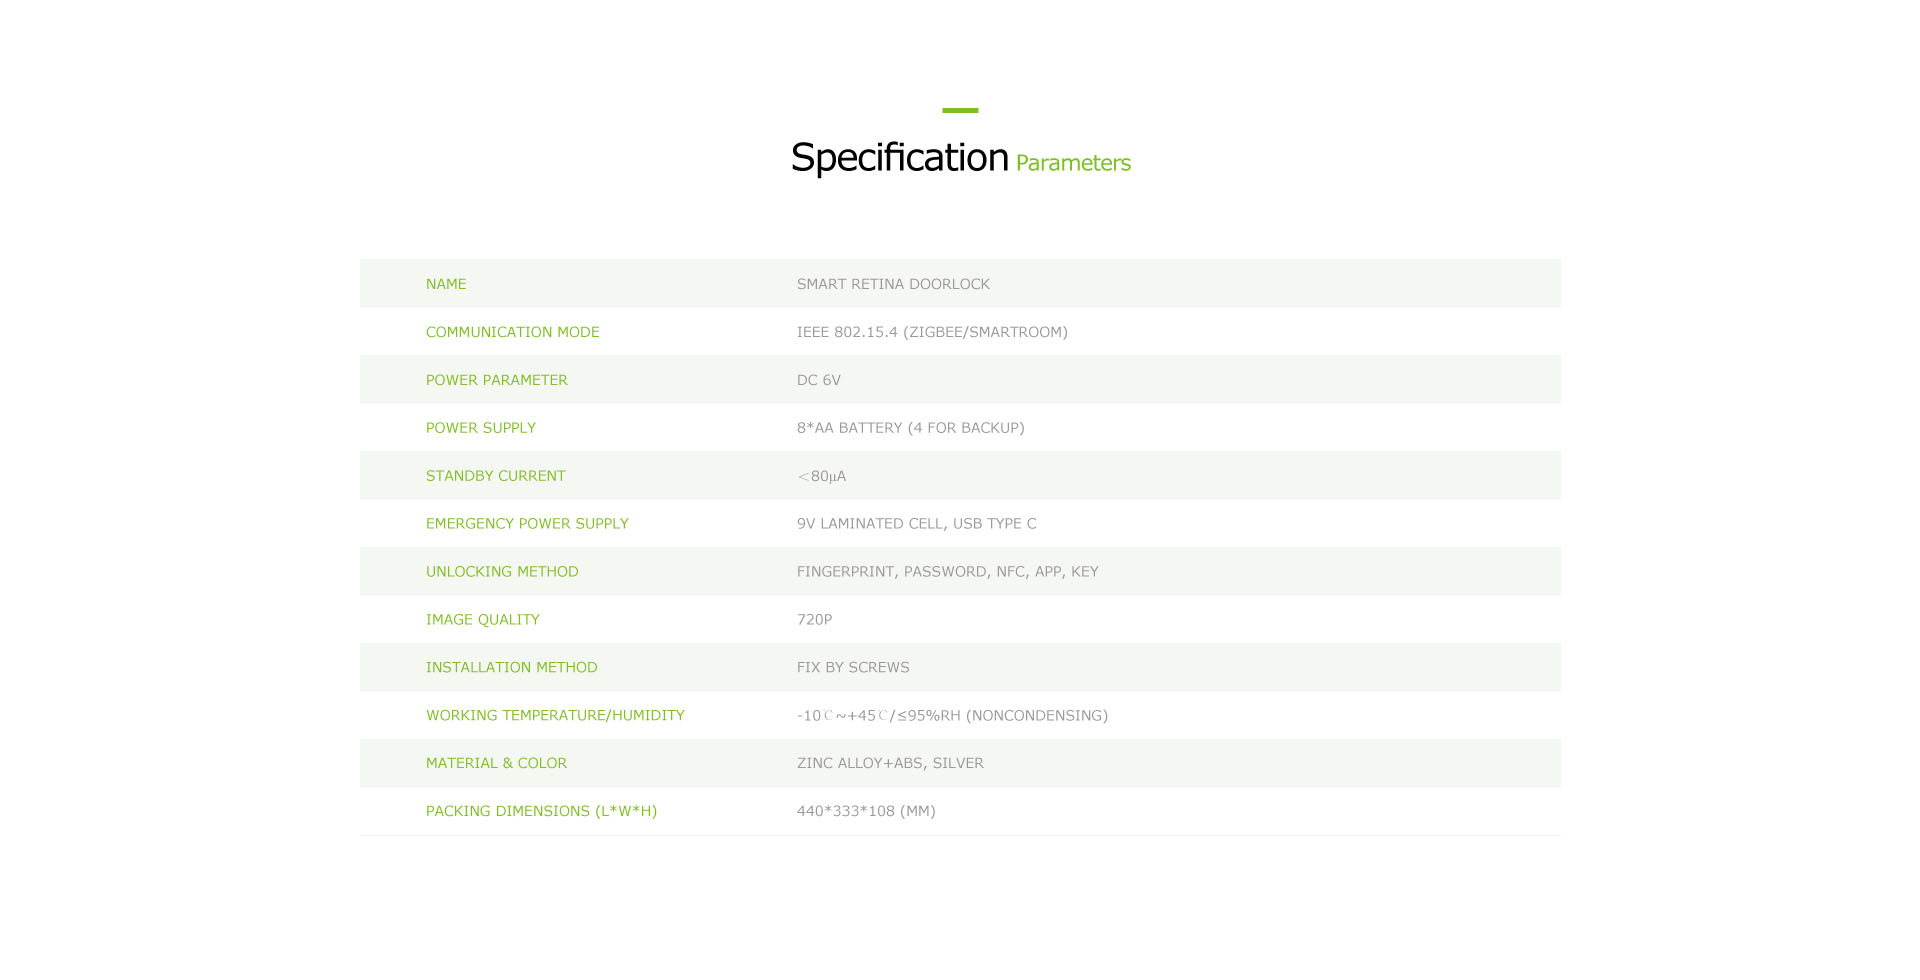 Specification Parameters
NAME SMART RETINA DOORLOCK
COMMUNICATION MODE IEEE 802.15.4 (ZIGBEE/SMARTROOM)
POWER PARAMETER DC 6V
POWER SUPPLY 8*AA BATTERY (4 FOR BACKUP)
STANDBY CURRENT ＜80μA
EMERGENCY POWER SUPPLY 9V LAMINATED CELL, USB TYPE C
UNLOCKING METHOD FINGERPRINT, PASSWORD, NFC, APP, KEY
IMAGE QUALITY 720P
INSTALLATION METHOD FIX BY SCREWS
WORKING TEMPERATURE/HUMIDITY -10℃~+45℃/≤95%RH (NONCONDENSING)
MATERIAL & COLOR ZINC ALLOY+ABS, SILVER
PACKING DIMENSIONS (L*W*H) 440*333*108 (MM)